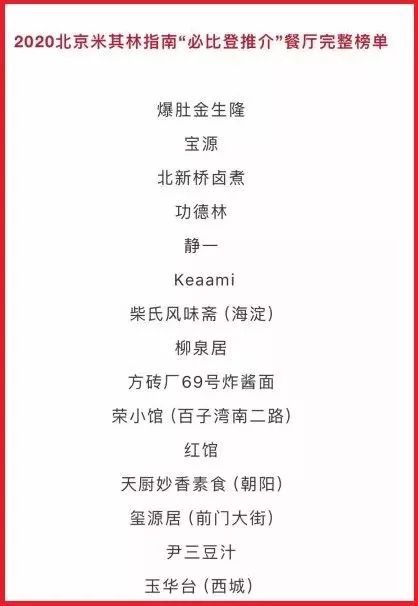 2020北京米其林指南“必比登推介”餐厅完整榜单
爆肚金生隆
宝源
北新桥卤煮
功德林
静一
Keaami
柴氏风味斋（海淀）
柳泉居
方砖厂69号炸酱面
荣小馆（百子湾南二路）
红馆
天厨妙香素食（朝阳）
玺源居（前门大街）
尹三豆汁
玉华台（西城）